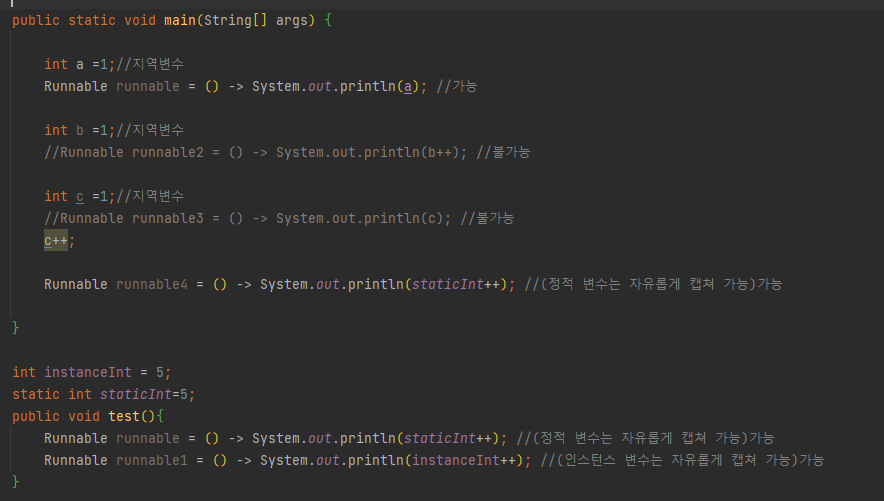 public static void main(String[] args) {
int a =1;//지역변수
Runnable runnable = () -> System.out.println(a); //가능
int b =1;//지역변수
//Runnable runnable2 = () -> System.out.println(b++); //불가능
int c =1;//지역변수
//Runnable runnable3 = () -> System.out.println(c); //불가능
c++;
Runnable runnable4 = () -> System.out.println(staticInt++); //(정적 변수는 자유롭게 캡쳐 가능)가능
}
int instanceInt = 5;
static int staticInt=5;
public void test(){
Runnable runnable = () -> System.out.println(staticInt++); //(정적 변수는 자유롭게 캡쳐 가능)가능
Runnable runnable1 = () -> System.out.println(instanceInt++); //(인스턴스 변수는 자유롭게 캡쳐 가능)가능
}